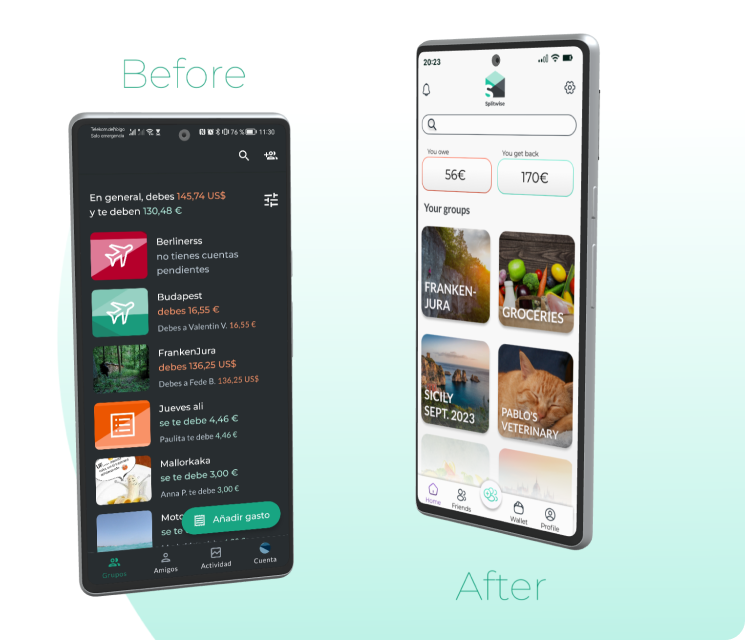 Before
Telekom.de/hogo
Solo emergencia
76 %
11:30
En general, debes 145,74 US$
y te deben 130,48 €
Berlinerss
no tienes cuentas
pendientes
Budapest
debes 16,55 €
Debes a Valentin V. 16,55 €
FrankenJura
debes 136,25 US$
Debes a Fede B. 136,25 US$
Jueves ali
se te debe 4,46 €
Paulita te debe 4,46 €
Mallorkaka
se te debe 3,00 €
Anna P. te debe 3,00 €
Moto
se te
Añadir gasto
Grupos
Amigos
Actividad
Cuenta
20:23
Splitwise
You owe
56€
You get back
170€
Your groups
FRANKEN-
JURA
GROCERIES
SICILY
SEPT. 2023
PABLO'S
VETERINARY
Home
Friends
Wallet
Profile
After